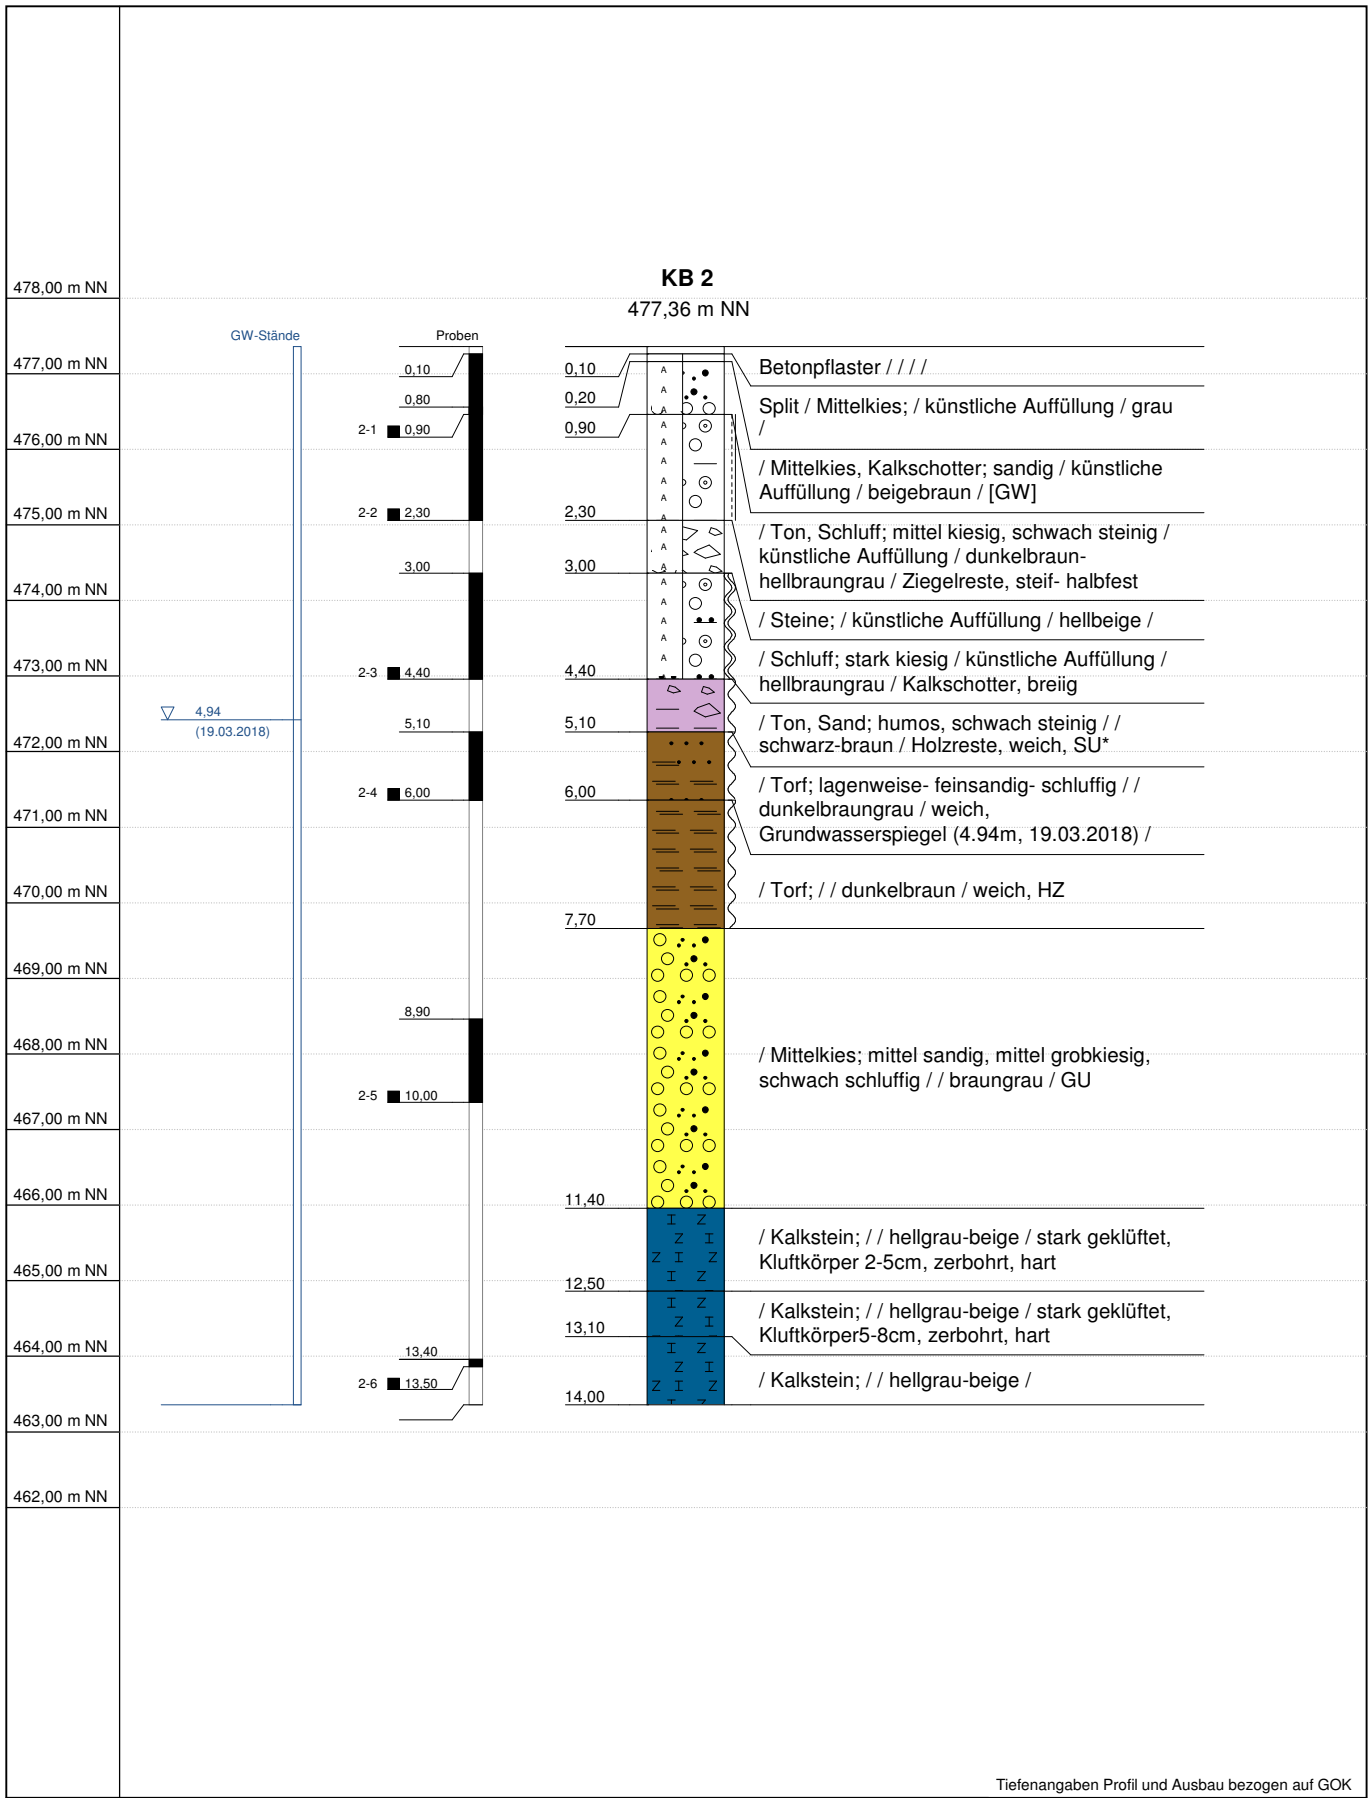 KB 2
477,36 m NN
478,00 m NN
477,00 m NN
476,00 m NN
475,00 m NN
474,00 m NN
473,00 m NN
472,00 m NN
471,00 m NN
470,00 m NN
469,00 m NN
468,00 m NN
467,00 m NN
466,00 m NN
465,00 m NN
464,00 m NN
463,00 m NN
462,00 m NN
GW-Stände
4,94
(19.03.2018)
Proben
0,10
0,80
2-1 0,90
2-2 2,30
3,00
2-3 4,40
5,10
2-4 6,00
8,90
2-5 10,00
13,40
2-6 13,50
0,10
0,20
0,90
2,30
3,00
4,40
5,10
6,00
7,70
11,40
12,50
13,10
14,00
Betonpflaster / / / /
Split / Mittelkies; / künstliche Auffüllung / grau
/
/ Mittelkies, Kalkschotter; sandig / künstliche
Auffüllung / beigebraun / [GW]
/ Ton, Schluff; mittel kiesig, schwach steinig /
künstliche Auffüllung / dunkelbraun-
hellbraungrau / Ziegelreste, steif- halbfest
/ Steine; / künstliche Auffüllung / hellbeige /
/ Schluff; stark kiesig / künstliche Auffüllung /
hellbraungrau / Kalkschotter, breiig
/ Ton, Sand; humos, schwach steinig / /
schwarz-braun / Holzreste, weich, SU*
/ Torf; lagenweise- feinsandig- schluffig / /
dunkelbraungrau / weich,
Grundwasserspiegel (4.94m, 19.03.2018) /
/ Torf; / / dunkelbraun / weich, HZ
/ Mittelkies; mittel sandig, mittel grobkiesig,
schwach schluffig / / braungrau / GU
/ Kalkstein; / / hellgrau-beige / stark geklüftet,
Kluftkörper 2-5cm, zerbohrt, hart
/ Kalkstein; / / hellgrau-beige / stark geklüftet,
Kluftkörper5-8cm, zerbohrt, hart
/ Kalkstein; / / hellgrau-beige /
Tiefenangaben Profil und Ausbau bezogen auf GOK